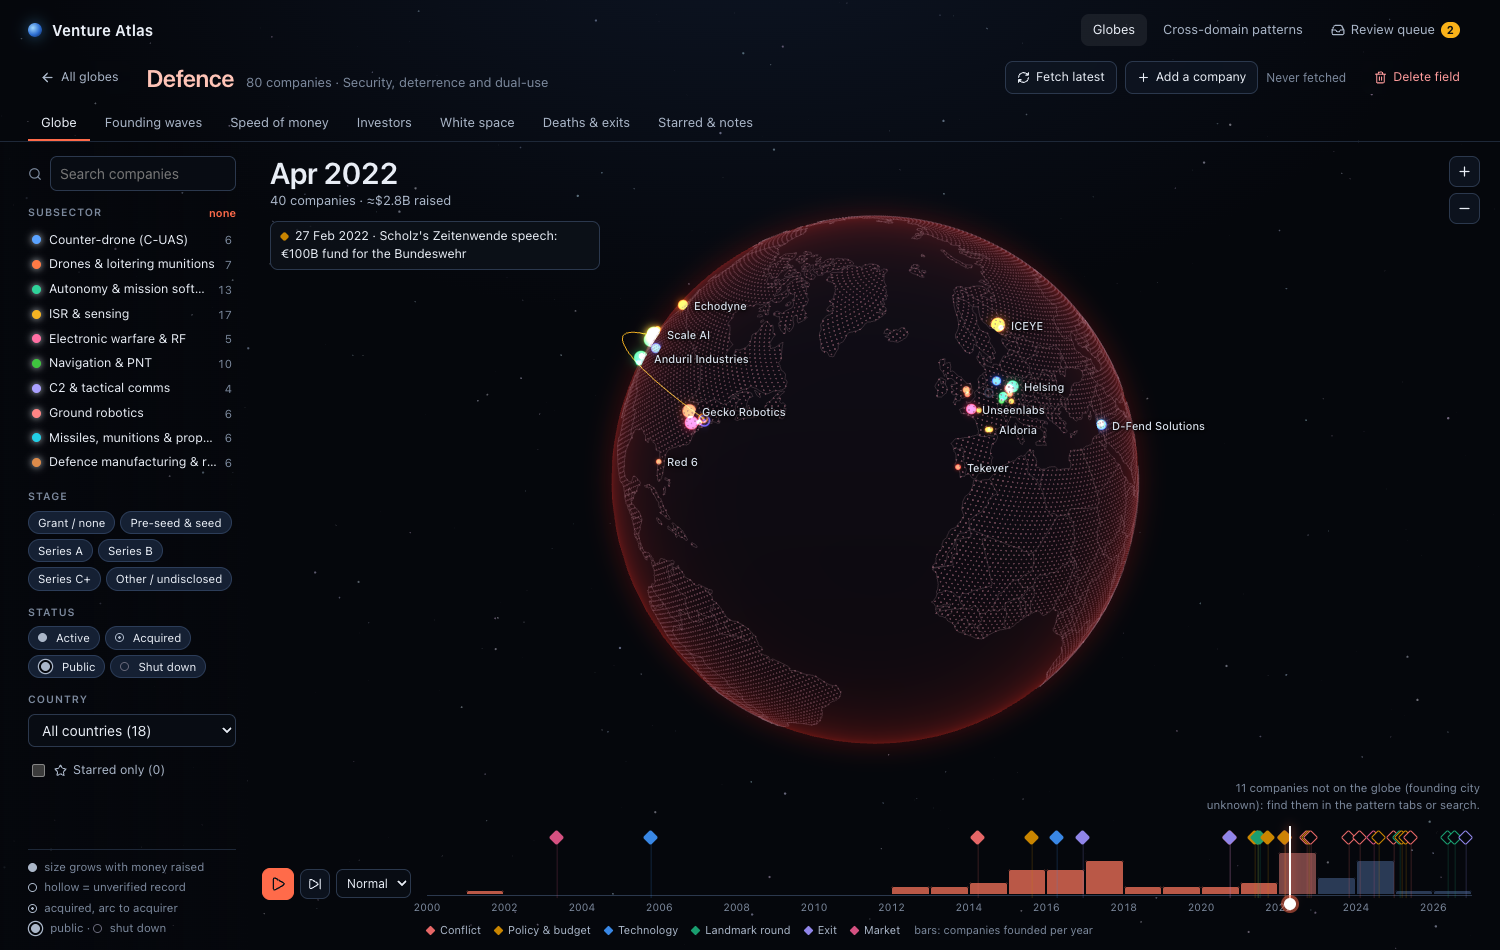 Venture Atlas
Globes
Cross-domain patterns
Review queue 2
All globes
Defence
80 companies · Security, deterrence and dual-use
Fetch latest
Add a company
Never fetched
Delete field
Globe
Founding waves
Speed of money
Investors
White space
Deaths & exits
Starred & notes
Search companies
SUBSECTOR none
Counter-drone (C-UAS) 6
Drones & loitering munitions 7
Autonomy & mission soft... 13
ISR & sensing 17
Electronic warfare & RF 5
Navigation & PNT 10
C2 & tactical comms 4
Ground robotics 6
Missiles, munitions & prop... 6
Defence manufacturing & r... 6
STAGE
Grant / none
Pre-seed & seed
Series A
Series B
Series C+
Other / undisclosed
STATUS
Active
Acquired
Public
Shut down
COUNTRY
All countries (18)
Starred only (0)
size grows with money raised
hollow = unverified record
acquired, arc to acquirer
public · shut down
Apr 2022
40 companies · ≈$2.8B raised
27 Feb 2022 · Scholz's Zeitenwende speech:
€100B fund for the Bundeswehr
+
−
Echodyne
Scale AI
Anduril Industries
Gecko Robotics
Red 6
ICEYE
Helsing
Unseenlabs
Aldoria
D-Fend Solutions
Tekever
11 companies not on the globe (founding city
unknown): find them in the pattern tabs or search.
Normal
2000 2002 2004 2006 2008 2010 2012 2014 2016 2018 2020 2024 2026
Conflict
Policy & budget
Technology
Landmark round
Exit
Market
bars: companies founded per year